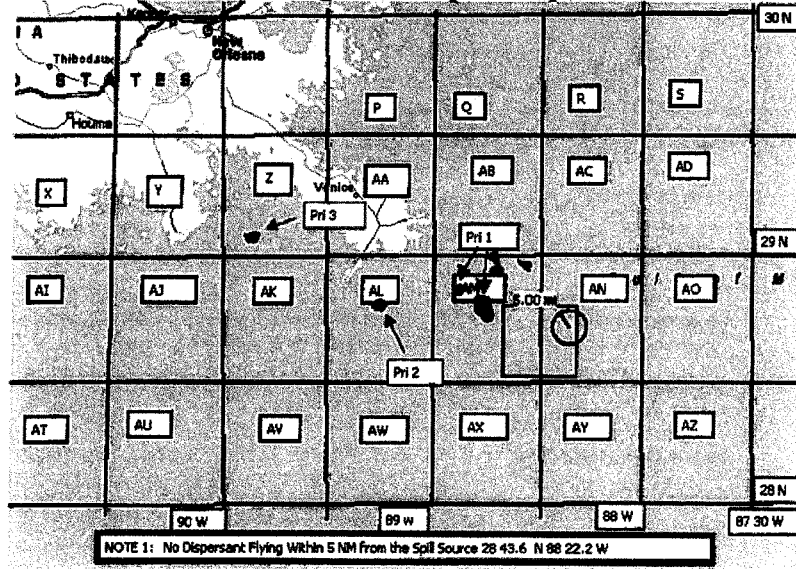 30 N
I A
New
Orleans
Thibodaux
D S T A T E S
P
Q
R
S
Houma
X
Y
Z
AA
AB
AC
AD
Venice
Pri 3
Pri 1
29 N
AI
AJ
AK
AL
AM
AN
AO
M
5.00 NM
Pri 2
AT
AU
AV
AW
AX
AY
AZ
28 N
90 W
89 W
88 W
87 30 W
NOTE 1: No Dispersant Flying Within 5 NM from the Spill Source 28 43.6 N 88 22.2 W